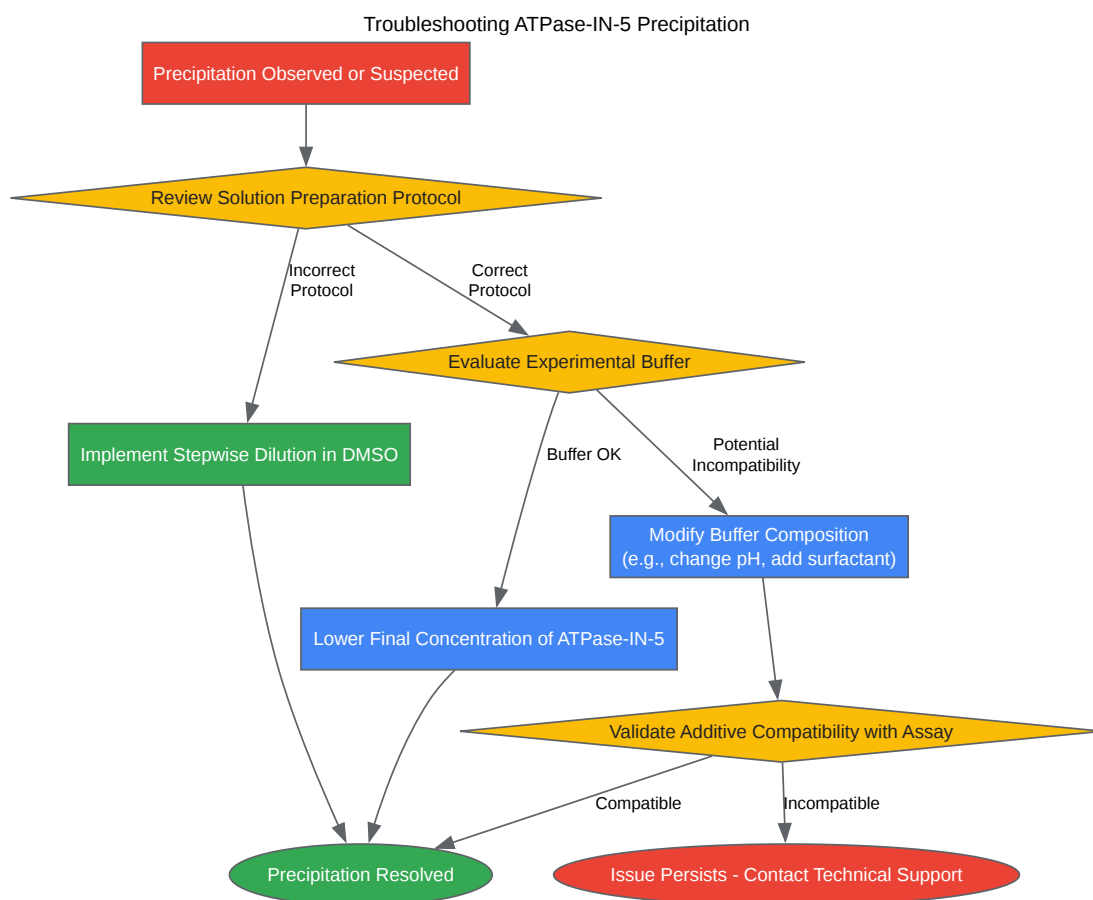 Troubleshooting ATPase-IN-5 Precipitation
Precipitation Observed or Suspected
Review Solution Preparation Protocol
Incorrect
Protocol
Correct
Protocol
Evaluate Experimental Buffer
Implement Stepwise Dilution in DMSO
Buffer OK
Potential
Incompatibility
Modify Buffer Composition
(e.g., change pH, add surfactant)
Lower Final Concentration of ATPase-IN-5
Validate Additive Compatibility with Assay
Compatible
Incompatible
Precipitation Resolved
Issue Persists - Contact Technical Support